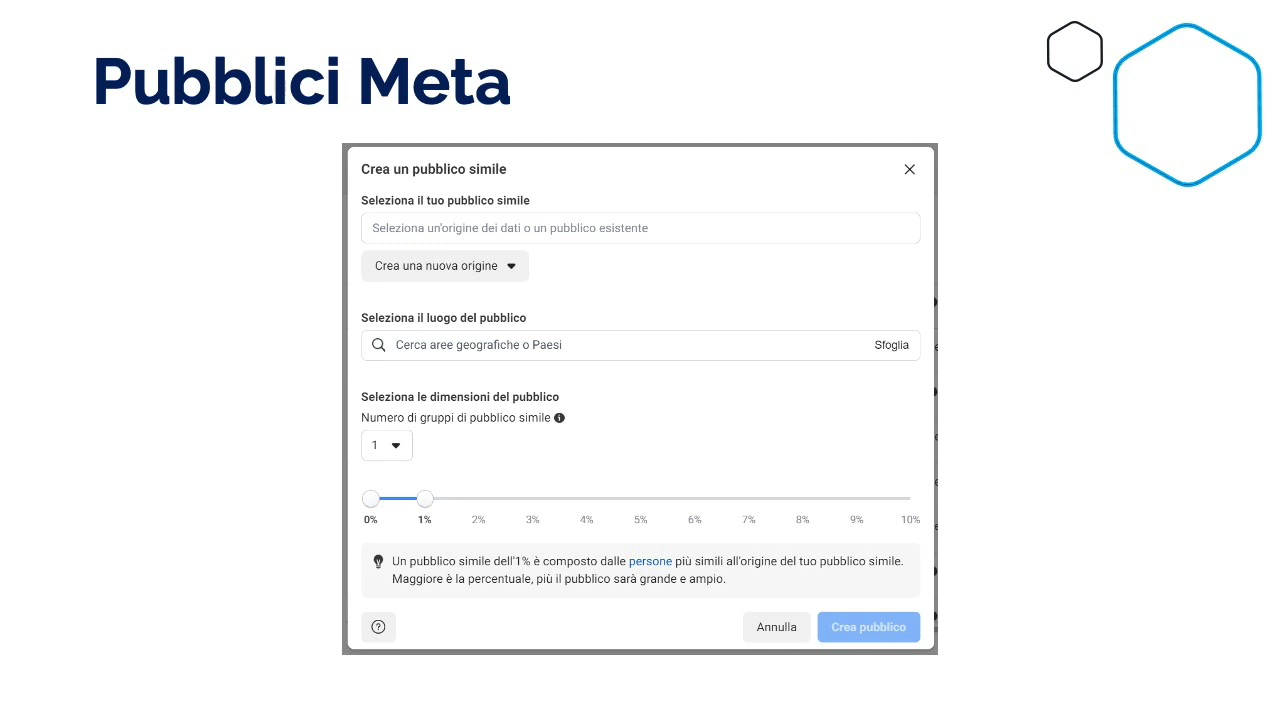 Pubblici Meta
Crea un pubblico simile
Seleziona il tuo pubblico simile
Seleziona un'origine dei dati o un pubblico esistente
Crea una nuova origine
Seleziona il luogo del pubblico
Cerca aree geografiche o Paesi Sfoglia
Seleziona le dimensioni del pubblico
Numero di gruppi di pubblico simile
1
0% 1% 2% 3% 4% 5% 6% 7% 8% 9% 10%
Un pubblico simile dell'1% è composto dalle persone più simili all'origine del tuo pubblico simile.
Maggiore è la percentuale, più il pubblico sarà grande e ampio.
Annulla Crea pubblico